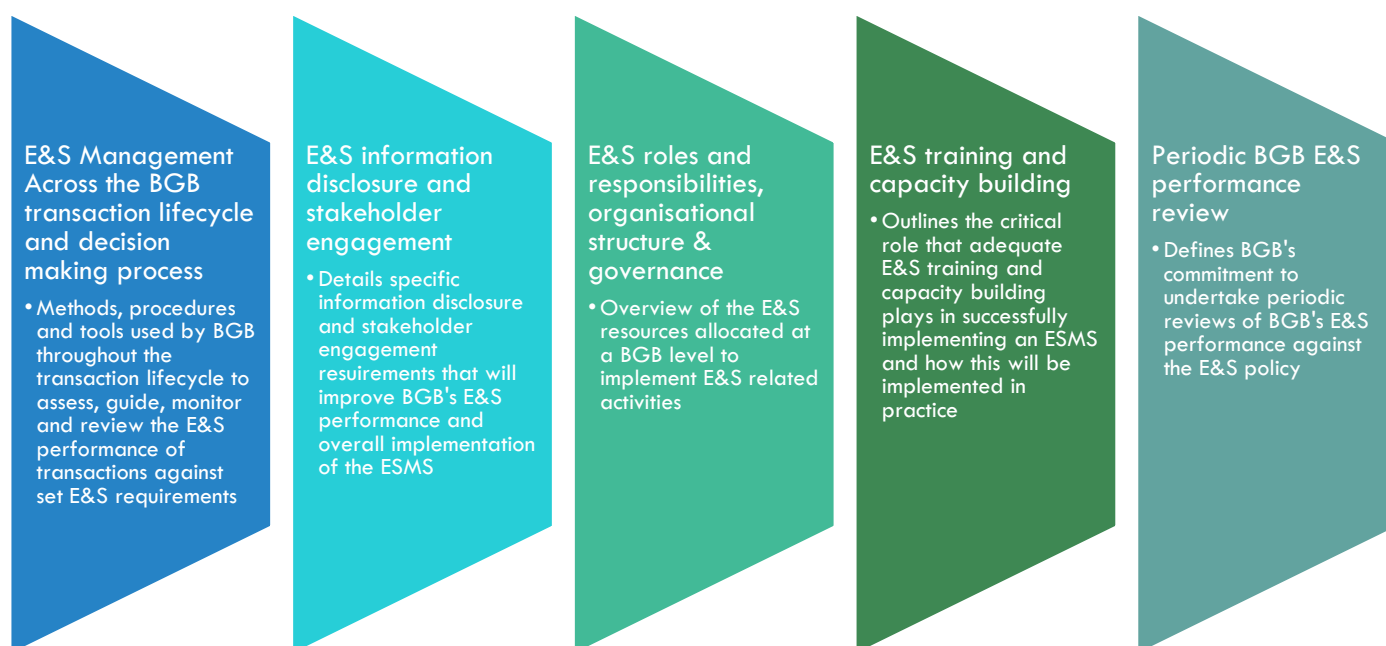 E&S Management
Across the BGB
transaction lifecycle
and decision
making process
• Methods, procedures
and tools used by BGB
throughout the
transaction lifecycle to
assess, guide, monitor
and review the E&S
performance of
transactions against
set E&S requirements
E&S information
disclosure and
stakeholder
engagement
• Details specific
information disclosure
and stakeholder
engagement
resuirements that will
improve BGB's E&S
performance and
overall implementation
of the ESMS
E&S roles and
responsibilities,
organisational
structure &
governance
• Overview of the E&S
resources allocated at
a BGB level to
implement E&S related
activities
E&S training and
capacity building
• Outlines the critical
role that adequate
E&S training and
capacity building
plays in successfully
implementing an ESMS
and how this will be
implemented in
practice
Periodic BGB E&S
performance
review
• Defines BGB's
commitment to
undertake periodic
reviews of BGB's E&S
performance against
the E&S policy